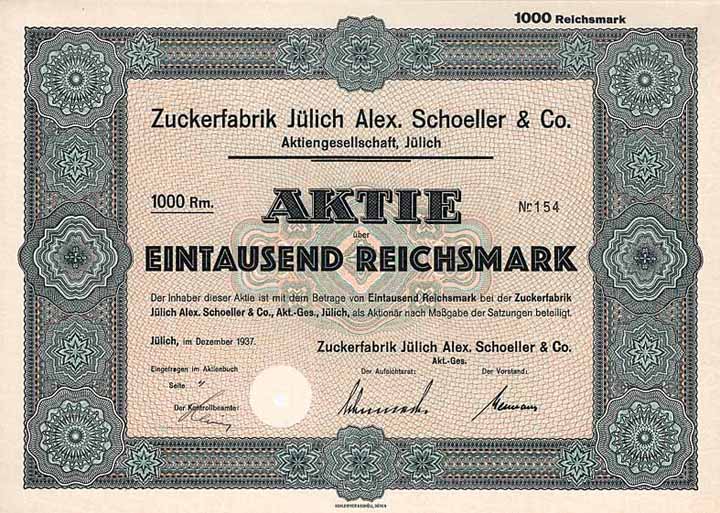 1000 Reichsmark
Zuckerfabrik Jülich Alex. Schoeller & Co.
Aktiengesellschaft, Jülich
1000 Rm.
AKTIE
Nr. 154
über
EINTAUSEND REICHSMARK
Der Inhaber dieser Aktie ist mit dem Betrage von Eintausend Reichsmark bei der Zuckerfabrik
Jülich Alex. Schoeller & Co., Akt.-Ges., Jülich, als Aktionär nach Maßgabe der Satzungen beteiligt.
Jülich, im Dezember 1937.
Zuckerfabrik Jülich Alex. Schoeller & Co.
Akt.-Ges.
Eingetragen im Aktienbuch
Der Aufsichtsrat:
Der Vorstand:
Seite
Der Kontrollbeamte: